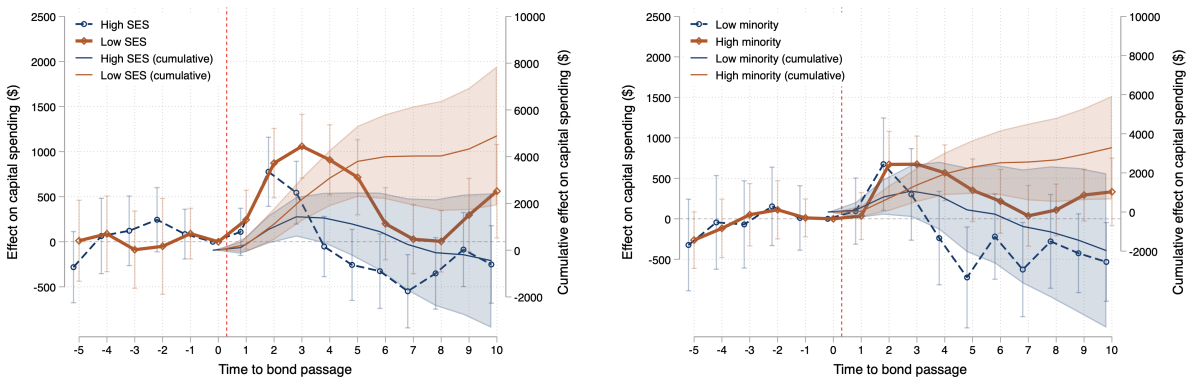 Effect on capital spending ($)
2500
2000
1500
1000
500
0
-500
High SES
Low SES
High SES (cumulative)
Low SES (cumulative)
10000
8000
6000
4000
2000
0
-2000
Cumulative effect on capital spending ($)
-5 -4 -3 -2 -1 0 1 2 3 4 5 6 7 8 9 10
Time to bond passage
Effect on capital spending ($)
2500
2000
1500
1000
500
0
-500
Low minority
High minority
Low minority (cumulative)
High minority (cumulative)
10000
8000
6000
4000
2000
0
-2000
Cumulative effect on capital spending ($)
-5 -4 -3 -2 -1 0 1 2 3 4 5 6 7 8 9 10
Time to bond passage